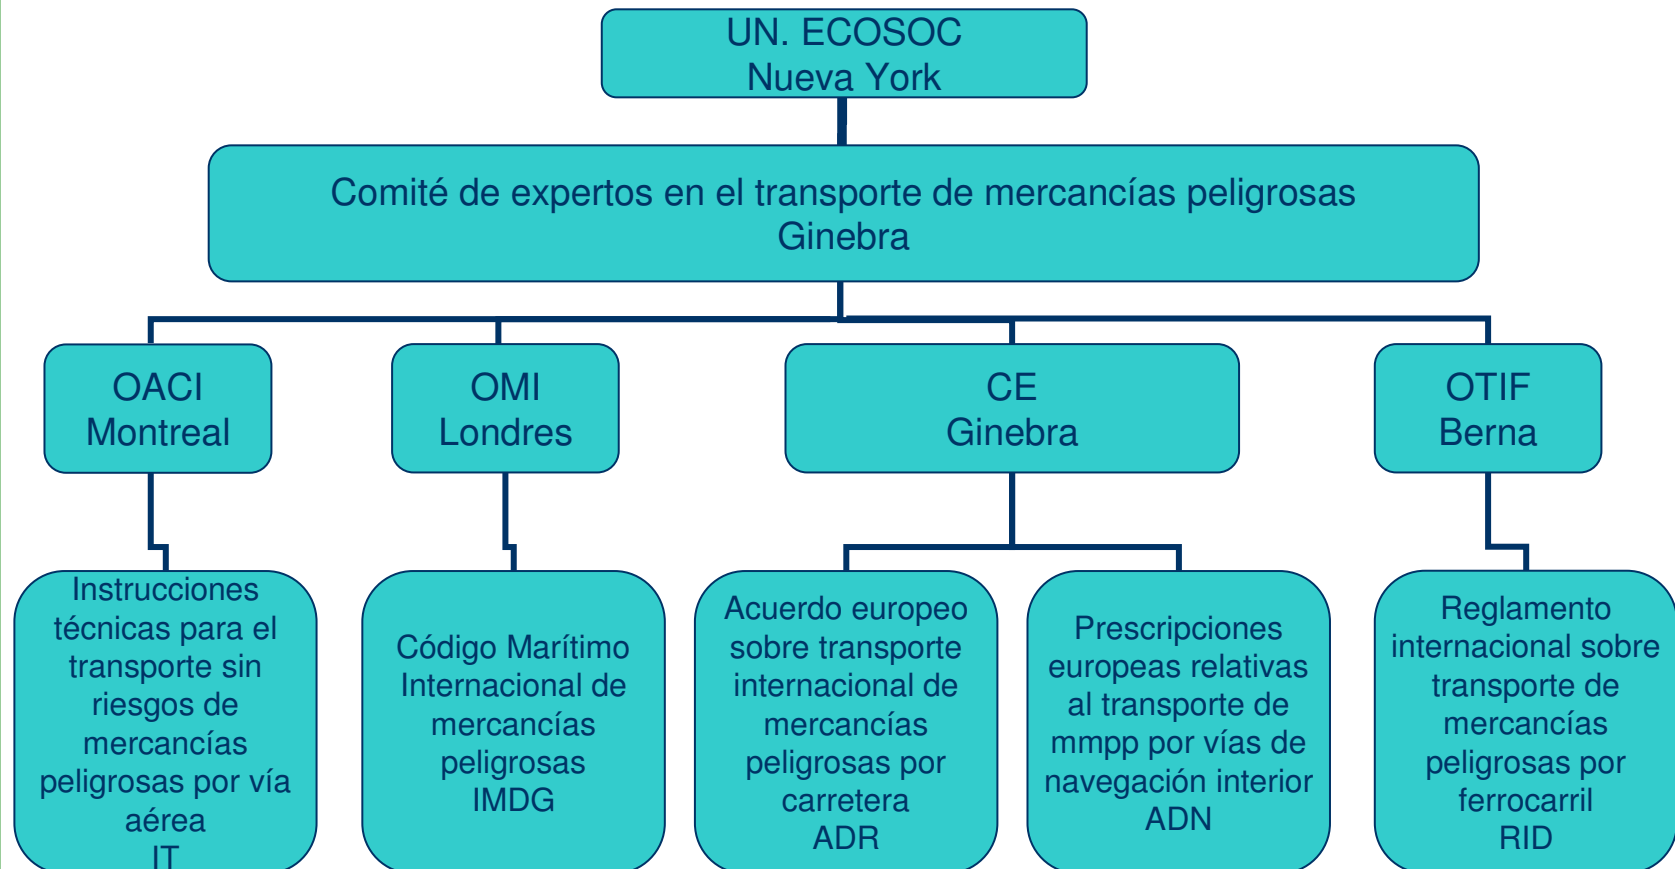 UN. ECOSOC
Nueva York
Comité de expertos en el transporte de mercancías peligrosas
Ginebra
OACI
Montreal
OMI
Londres
CE
Ginebra
OTIF
Berna
Instrucciones
técnicas para el
transporte sin
riesgos de
mercancías
peligrosas por vía
aérea
IT
Código Marítimo
Internacional de
mercancías
peligrosas
IMDG
Acuerdo europeo
sobre transporte
internacional de
mercancías
peligrosas por
carretera
ADR
Prescripciones
europeas relativas
al transporte de
mmpp por vías de
navegación interior
ADN
Reglamento
internacional sobre
transporte de
mercancías
peligrosas por
ferrocarril
RID